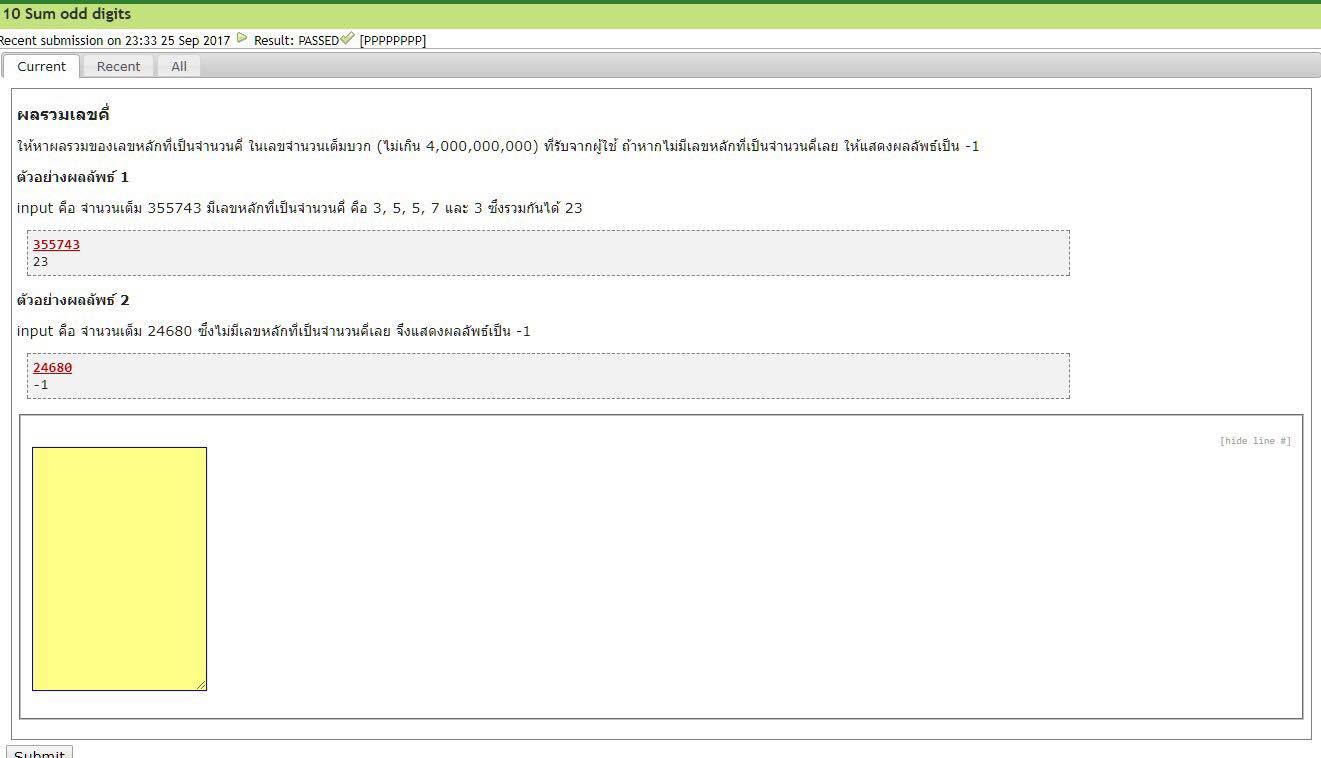 10 Sum odd digits
Recent submission on 23:33 25 Sep 2017 Result: PASSED [PPPPPPPP]
Current Recent All
ผลรวมเลขคี่
ให้หาผลรวมของเลขหลักที่เป็นจำนวนคี่ ในเลขจำนวนเต็มบวก (ไม่เกิน 4,000,000,000) ที่รับจากผู้ใช้ ถ้าหากไม่มีเลขหลักที่เป็นจำนวนคี่เลย ให้แสดงผลลัพธ์เป็น -1
ตัวอย่างผลลัพธ์ 1
input คือ จำนวนเต็ม 355743 มีเลขหลักที่เป็นจำนวนคี่ คือ 3, 5, 5, 7 และ 3 ซึ่งรวมกันได้ 23
355743
23
ตัวอย่างผลลัพธ์ 2
input คือ จำนวนเต็ม 24680 ซึ่งไม่มีเลขหลักที่เป็นจำนวนคี่เลย จึงแสดงผลลัพธ์เป็น -1
24680
-1
[hide line #]
Submit